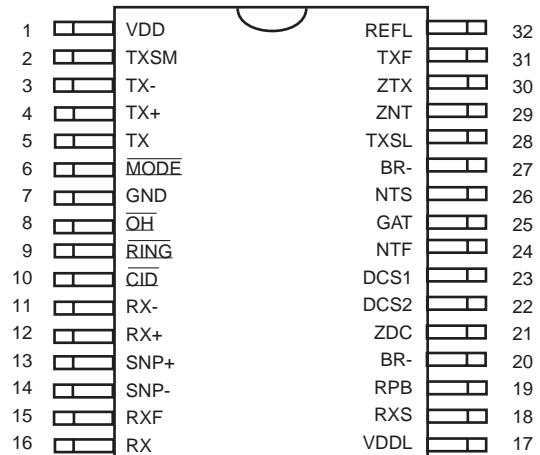 1 VDD REFL 32
2 TXSM TXF 31
3 TX- ZTX 30
4 TX+ ZNT 29
5 TX TXSL 28
6 MODE BR- 27
7 GND NTS 26
8 OH GAT 25
9 RING NTF 24
10 CID DCS1 23
11 RX- DCS2 22
12 RX+ ZDC 21
13 SNP+ BR- 20
14 SNP- RPB 19
15 RXF RXS 18
16 RX VDDL 17